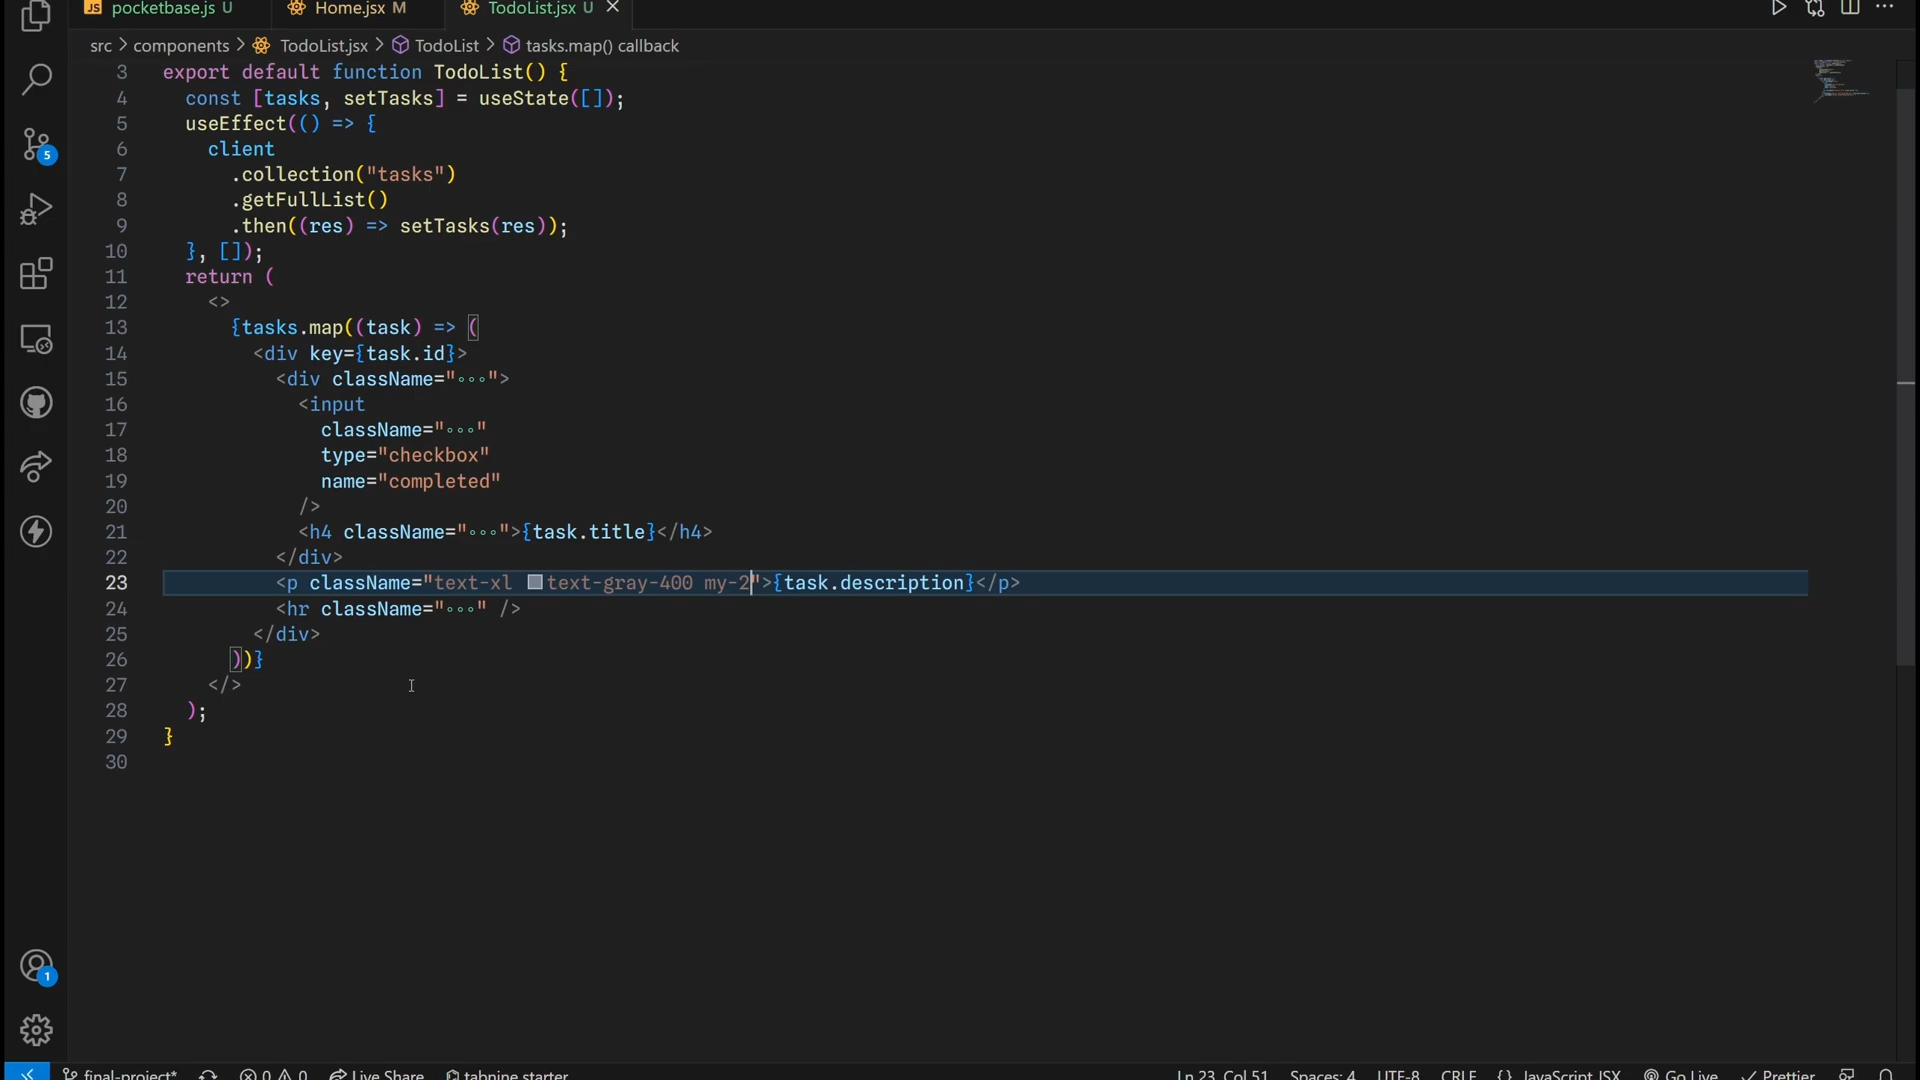 pocketbase.js U Home.jsx M TodoList.jsx U
src > components > TodoList.jsx > TodoList > tasks.map() callback
3 export default function TodoList() {
4 const [tasks, setTasks] = useState([]);
5 useEffect(() => {
6 client
7 .collection("tasks")
8 .getFullList()
9 .then((res) => setTasks(res));
10 }, []);
11 return (
12 <>
13 {tasks.map((task) => (
14 <div key={task.id}>
15 <div className="•••">
16 <input
17 className="•••"
18 type="checkbox"
19 name="completed"
20 />
21 <h4 className="•••">{task.title}</h4>
22 </div>
23 <p className="text-xl text-gray-400 my-2">{task.description}</p>
24 <hr className="•••" />
25 </div>
26 ))}
27 </>
28 );
29 }
30
5
1
final-project* 0 0 Live Share tabnine starter Ln 23, Col 51 Spaces: 4 UTF-8 CRLF {} JavaScript JSX Go Live Prettier